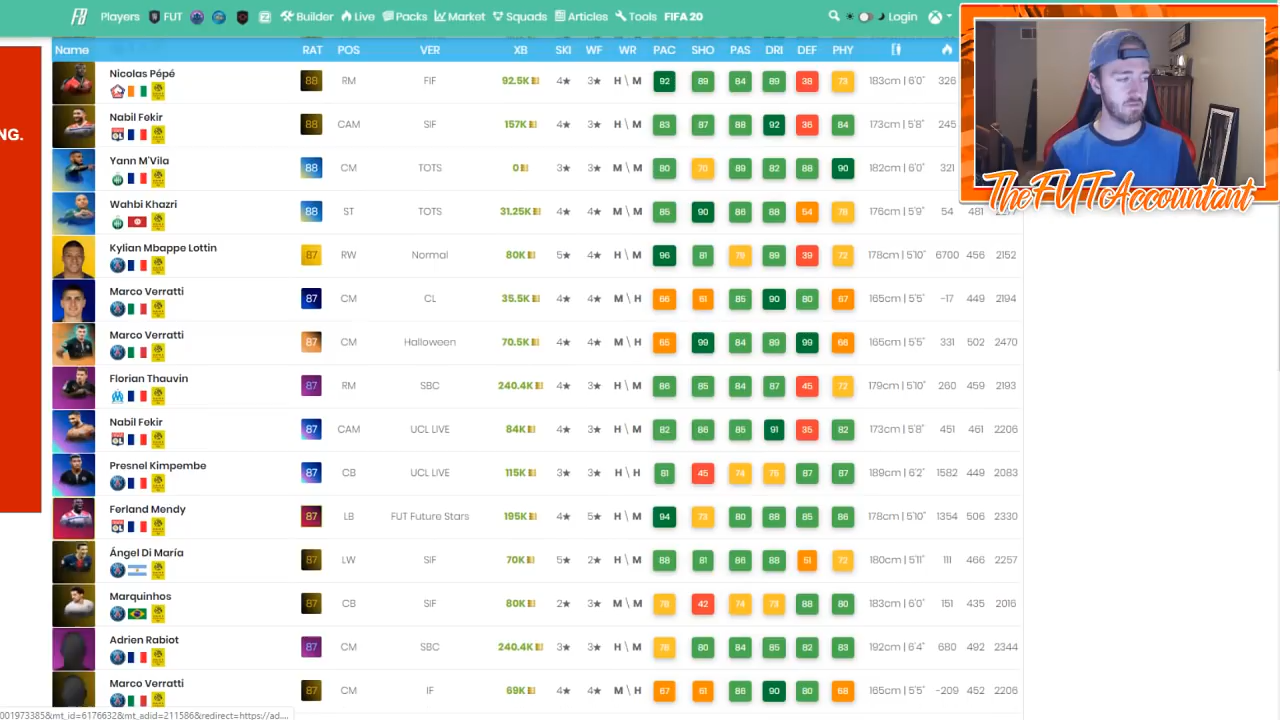 F8 Players FUT Builder Live Packs Market Squads Articles Tools FIFA 20 Login
Name RAT POS VER XB SKI WF WR PAC SHO PAS DRI DEF PHY
Nicolas Pépé 88 RM FIF 92.5K 4★ 3★ H \ M 92 89 84 89 38 73 183cm | 6'0" 326
NG.
Nabil Fekir 88 CAM SIF 157K 4★ 3★ H \ M 83 87 88 92 36 84 173cm | 5'8" 245
Yann M'Vila 88 CM TOTS 0 3★ 3★ M \ M 80 70 89 82 88 90 182cm | 6'0" 321
TheFUTAccountant
Wahbi Khazri 88 ST TOTS 31.25K 4★ 4★ M \ M 85 90 86 88 54 78 176cm | 5'9" 54 481
Kylian Mbappe Lottin 87 RW Normal 80K 5★ 4★ H \ M 96 81 79 89 39 72 178cm | 5'10" 6700 456 2152
Marco Verratti 87 CM CL 35.5K 4★ 4★ M \ H 66 61 85 90 80 67 165cm | 5'5" -17 449 2194
Marco Verratti 87 CM Halloween 70.5K 4★ 4★ M \ H 65 99 84 89 99 66 165cm | 5'5" 331 502 2470
Florian Thauvin 87 RM SBC 240.4K 4★ 3★ H \ M 86 85 84 87 45 72 179cm | 5'10" 260 459 2193
Nabil Fekir 87 CAM UCL LIVE 84K 4★ 3★ H \ M 82 86 85 91 35 82 173cm | 5'8" 451 461 2206
Presnel Kimpembe 87 CB UCL LIVE 115K 3★ 3★ H \ H 81 45 74 75 87 87 189cm | 6'2" 1582 449 2083
Ferland Mendy 87 LB FUT Future Stars 195K 4★ 5★ H \ M 94 73 80 88 85 86 178cm | 5'10" 1354 506 2330
Ángel Di María 87 LW SIF 70K 5★ 2★ H \ M 88 81 86 88 51 72 180cm | 5'11" 111 466 2257
Marquinhos 87 CB SIF 80K 2★ 3★ M \ M 78 42 74 73 88 80 183cm | 6'0" 151 435 2016
Adrien Rabiot 87 CM SBC 240.4K 3★ 3★ H \ M 76 80 84 85 82 83 192cm | 6'4" 680 492 2344
Marco Verratti 87 CM IF 69K 4★ 4★ M \ H 67 61 86 90 80 68 165cm | 5'5" -209 452 2206
001973385&mt_id=6176632&mt_adid=211586&redirect=https://ad....